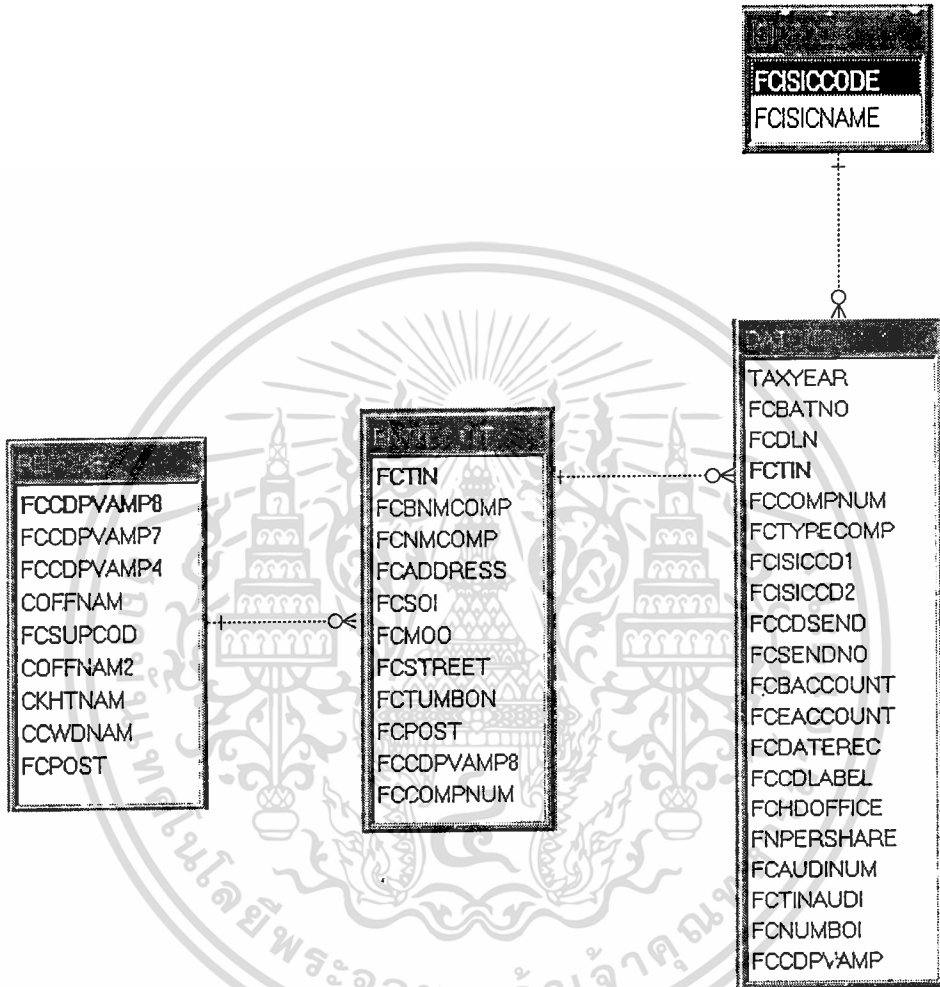 FCISICCODE
FCISICNAME
TAXYEAR
FCBATNO
FCDLN
FCTIN
FCCOMPNUM
FCTYPECOMP
FCISICCD1
FCISICCD2
FCCDSEND
FCSENDNO
FCBACCOUNT
FCEACCOUNT
FCDATEREC
FCCDLABEL
FCHDOFFICE
FNPERSHARE
FCAUDINUM
FCTINAUDI
FCNUMBOI
FCCDPVAMP
FCTIN
FCBNMCOMP
FCNMCOMP
FCADDRESS
FCSOI
FCMOO
FCSTREET
FCTUMBON
FCPOST
FCCDPVAMP8
FCCOMPNUM
FCCDPVAMP8
FCCDPVAMP7
FCCDPVAMP4
COFFNAM
FCSUPCOD
COFFNAM2
CKHTNAM
CCWDNAM
FCPOST